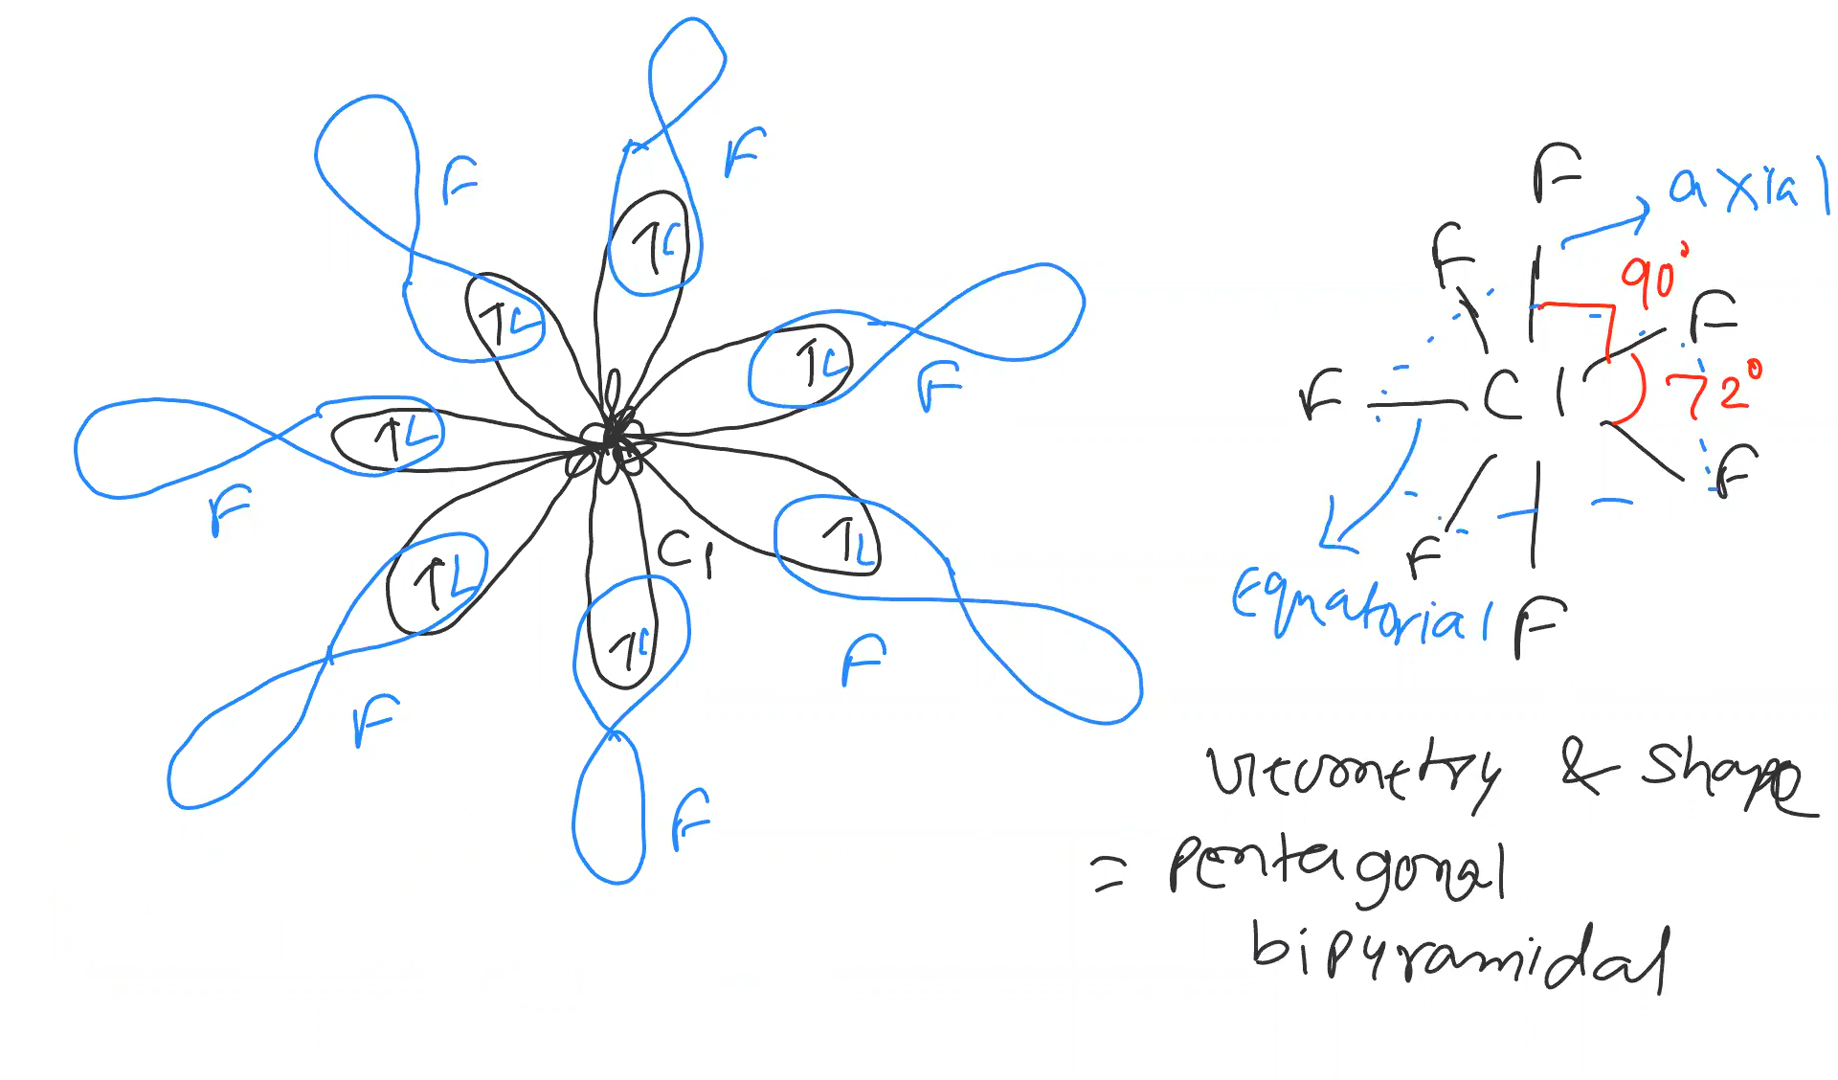 F
F
F
F
F
F
F
Cl
F
axial
F
90°
F
F
Cl
72°
F
F
Equatorial
F
Geometry & shape
= pentagonal
bipyramidal